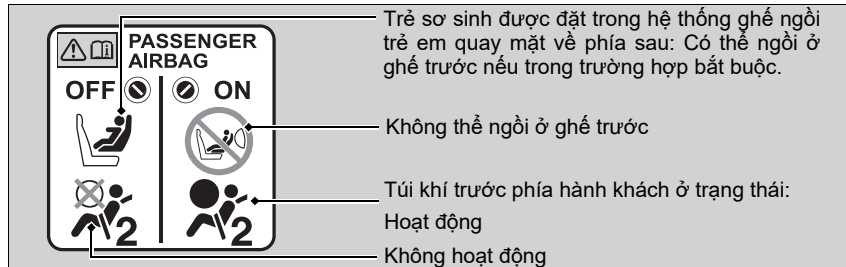 PASSENGER
AIRBAG
OFF
ON
2
2
Trẻ sơ sinh được đặt trong hệ thống ghế ngồi
trẻ em quay mặt về phía sau: Có thể ngồi ở
ghế trước nếu trong trường hợp bắt buộc.
Không thể ngồi ở ghế trước
Túi khí trước phía hành khách ở trạng thái:
Hoạt động
Không hoạt động